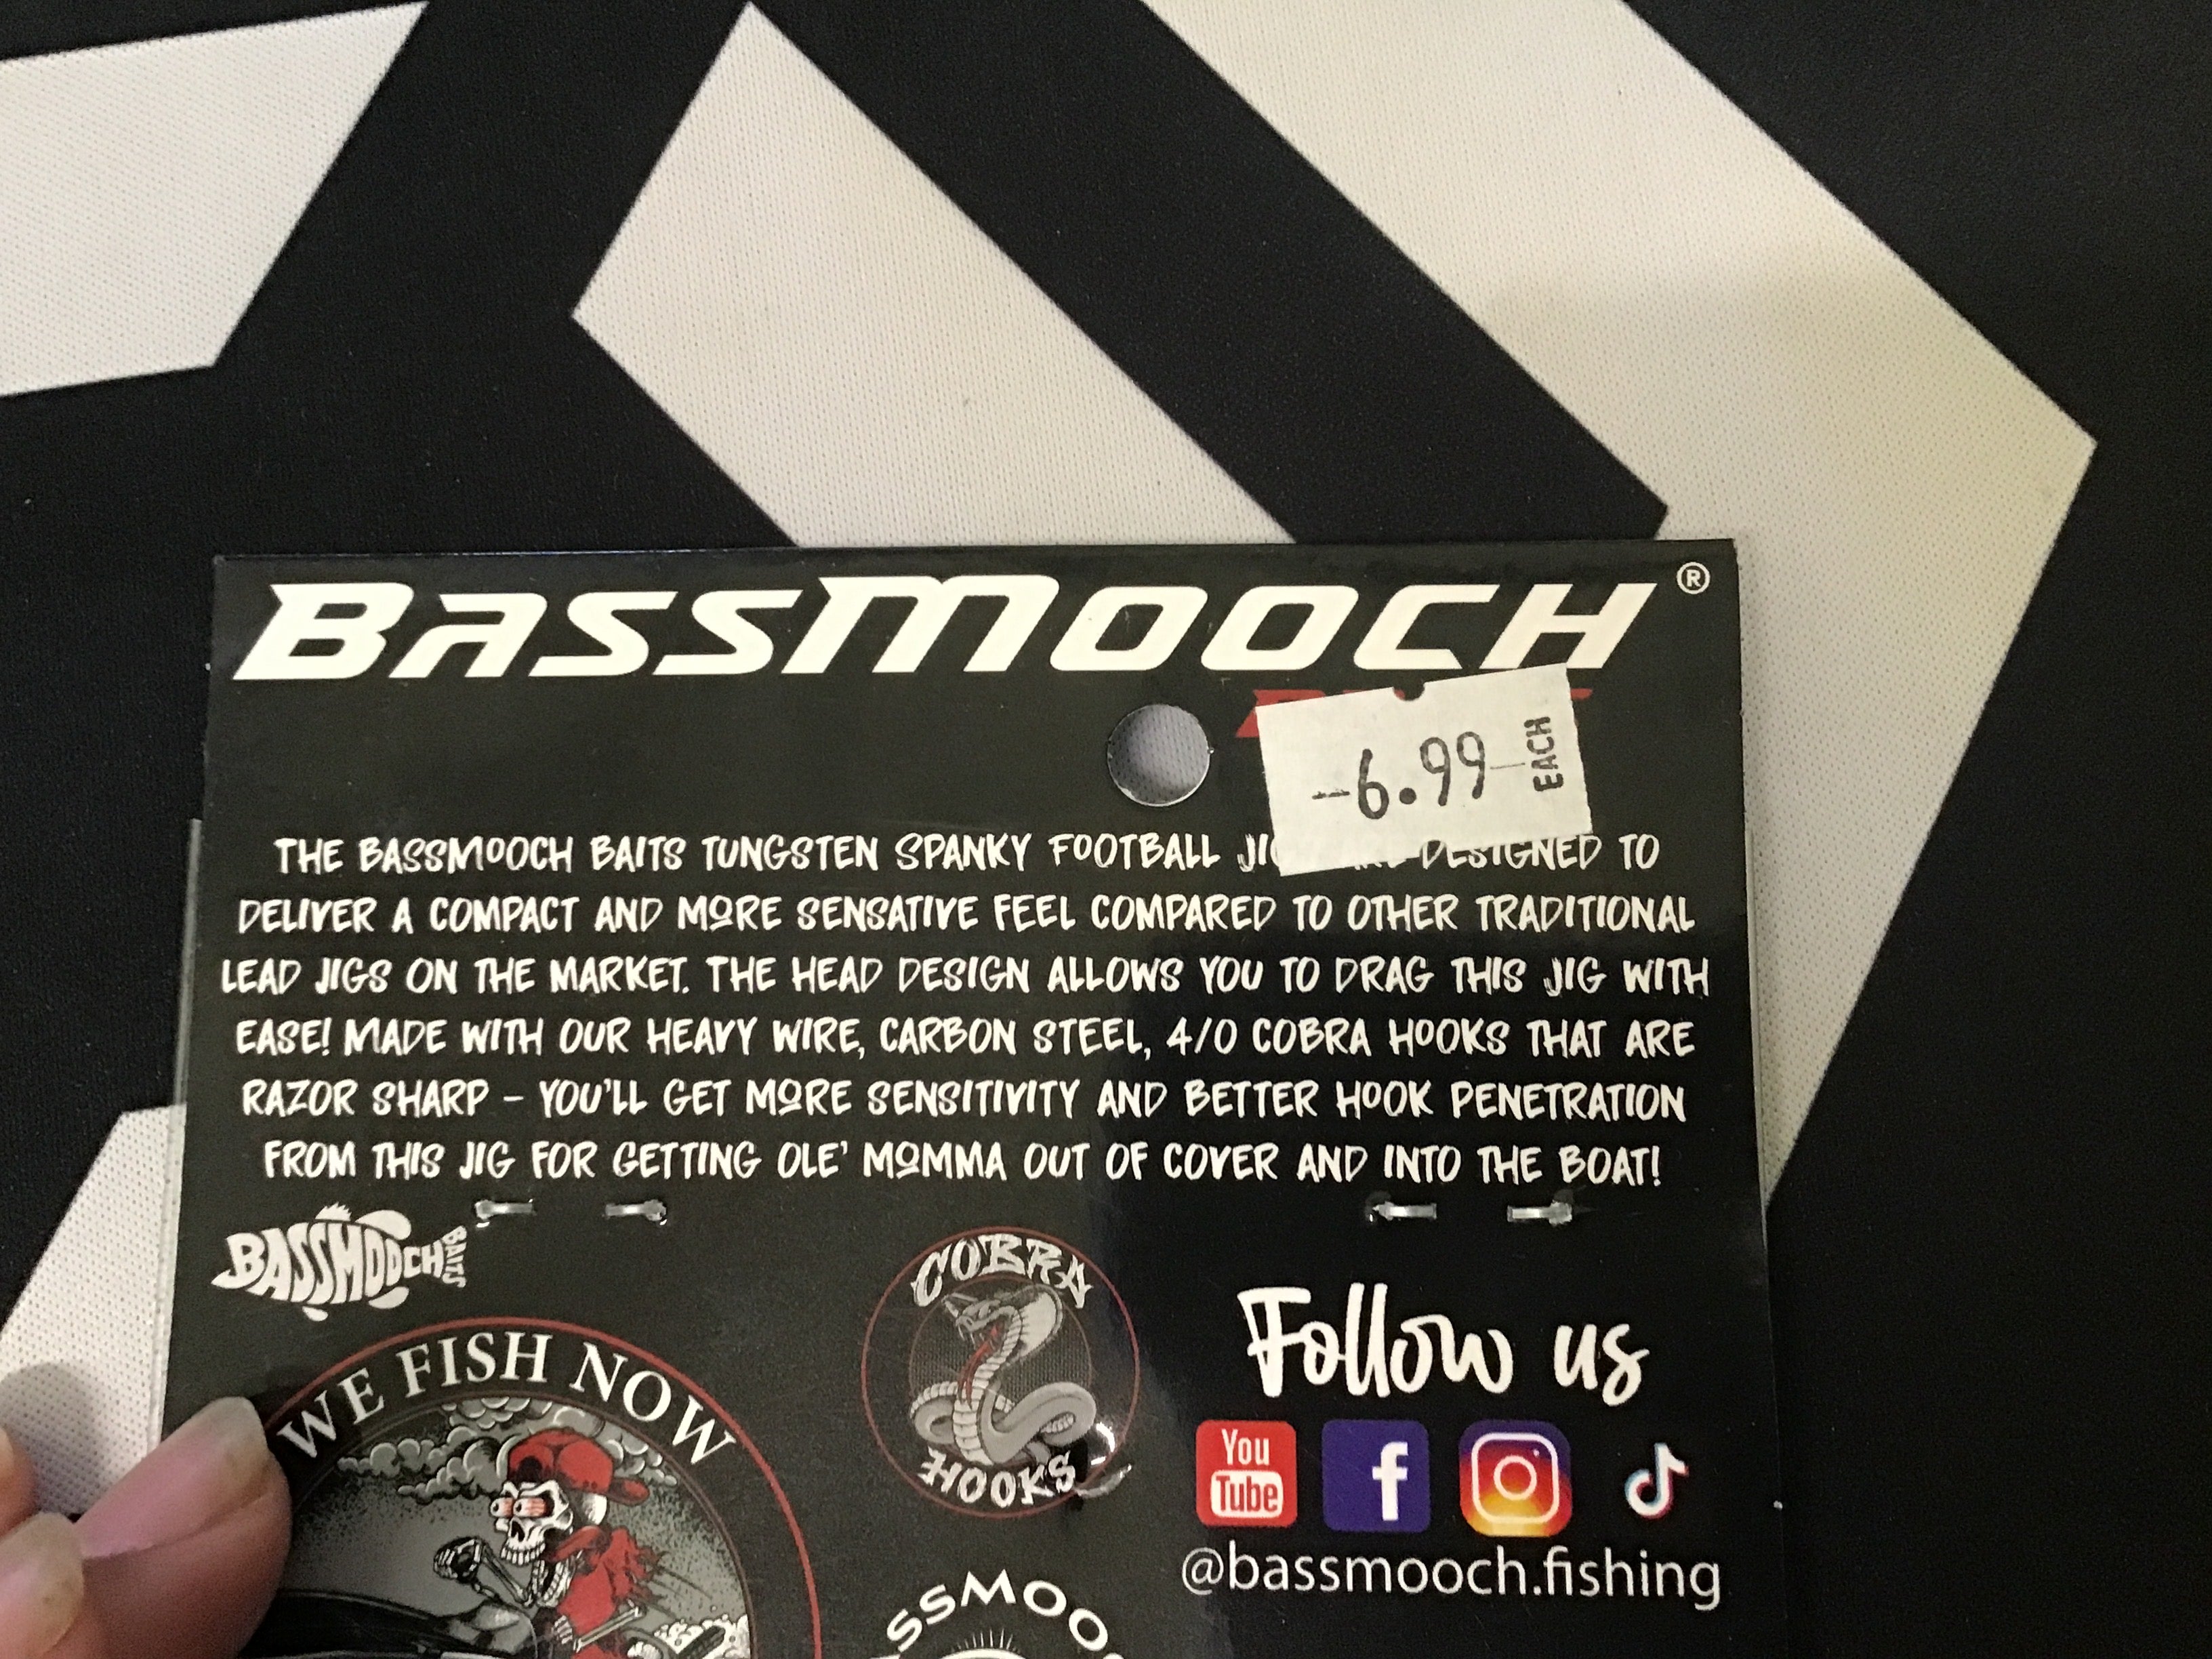 BASSMOOCH®
-6.99- EACH
THE BASSMOOCH BAITS TUNGSTEN SPANKY FOOTBALL DESIGNED TO
DELIVER A COMPACT AND MORE SENSATIVE FEEL COMPARED TO OTHER TRADITIONAL
LEAD JIGS ON THE MARKET. THE HEAD DESIGN ALLOWS YOU TO DRAG THIS JIG WITH
EASE! MADE WITH OUR HEAVY WIRE, CARBON STEEL, 4/0 COBRA HOOKS THAT ARE
RAZOR SHARP – YOU'LL GET MORE SENSITIVITY AND BETTER HOOK PENETRATION
FROM THIS JIG FOR GETTING OLE' MOMMA OUT OF COVER AND INTO THE BOAT!
BASSMOOCH BAITS
WE FISH NOW
COBRA
HOOKS
Follow us
You
Tube
f
@bassmooch.fishing